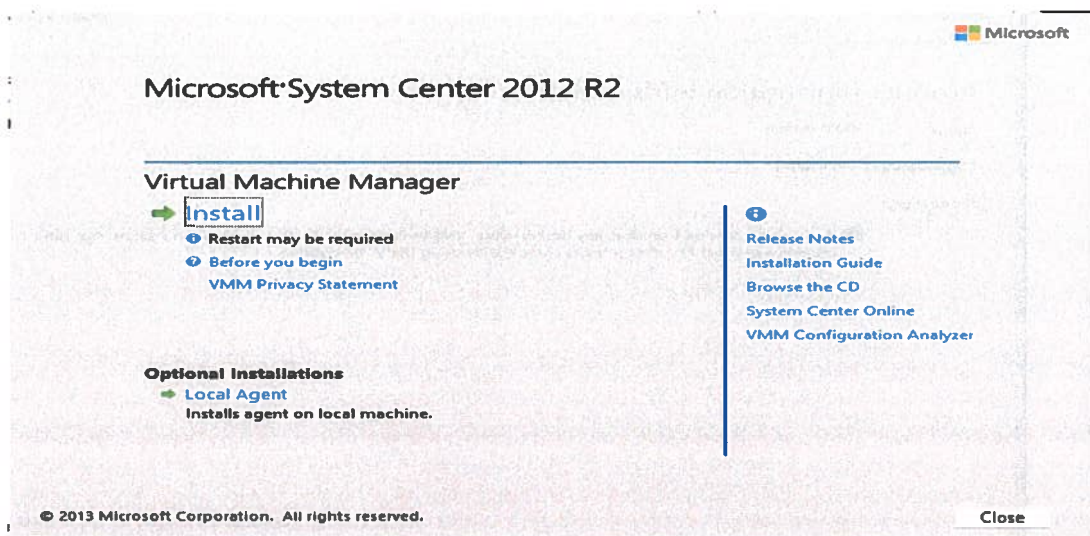 Microsoft
Microsoft System Center 2012 R2
Virtual Machine Manager
Install
Restart may be required
Before you begin
VMM Privacy Statement
Release Notes
Installation Guide
Browse the CD
System Center Online
VMM Configuration Analyzer
Optional Installations
Local Agent
Installs agent on local machine.
© 2013 Microsoft Corporation. All rights reserved.
Close